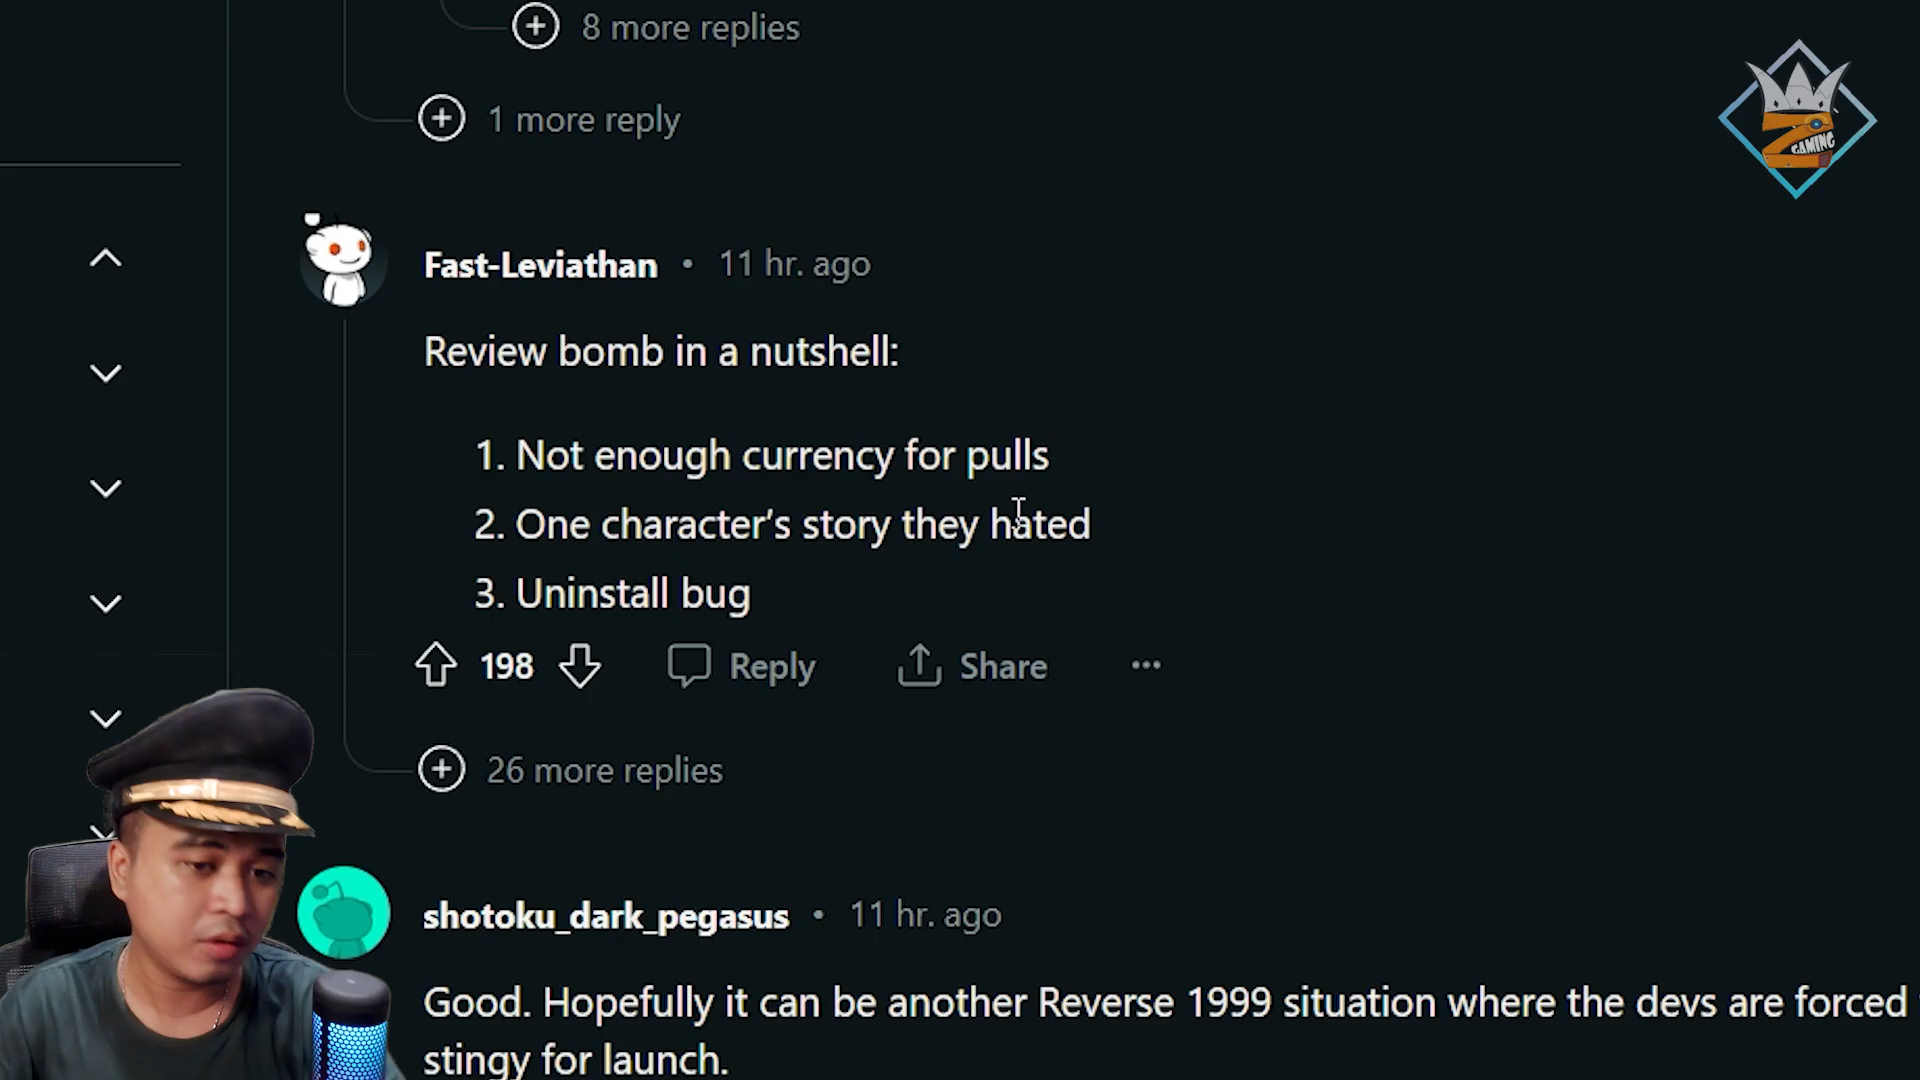 8 more replies
1 more reply
GAMING
Fast-Leviathan • 11 hr. ago
Review bomb in a nutshell:
1. Not enough currency for pulls
2. One character’s story they hated
3. Uninstall bug
198 Reply Share ···
26 more replies
shotoku_dark_pegasus • 11 hr. ago
Good. Hopefully it can be another Reverse 1999 situation where the devs are forced
stingy for launch.